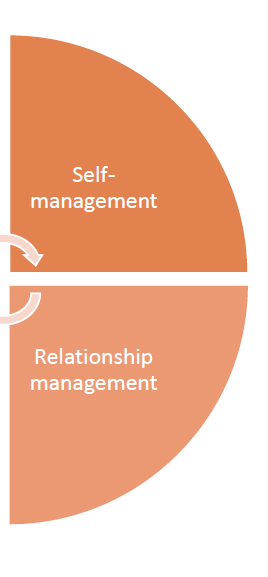 Self-
management
Relationship
management